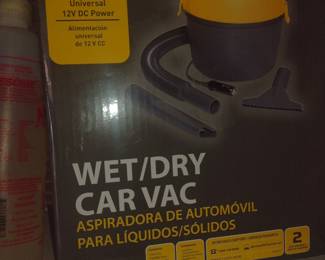 Universal
12V DC Power
Alimentación
universal
de 12 V CC
WET/DRY
CAR VAC
ASPIRADORA DE AUTOMÓVIL
PARA LÍQUIDOS/SÓLIDOS
2